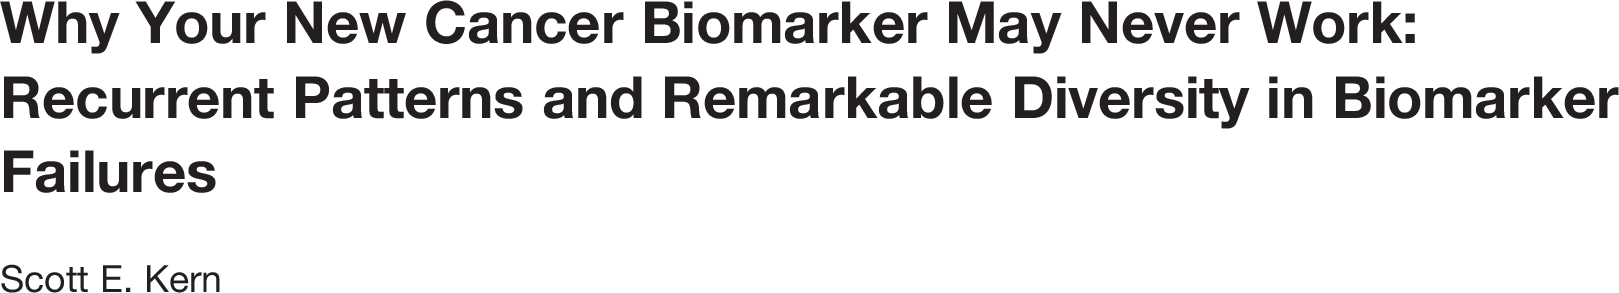 Why Your New Cancer Biomarker May Never Work:
Recurrent Patterns and Remarkable Diversity in Biomarker
Failures
Scott E. Kern